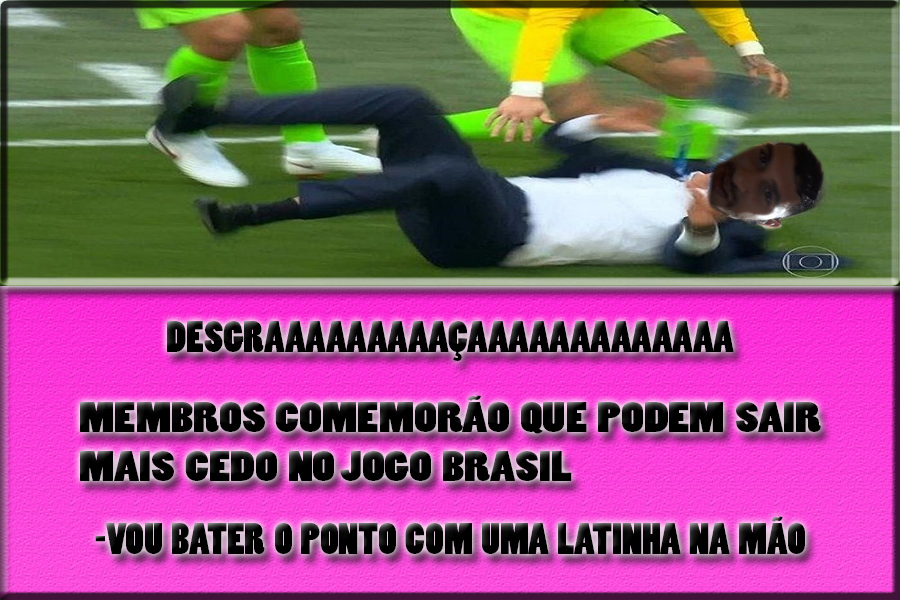 DESGRAAAAAAAAAÇAAAAAAAAAAAAA
MEMBROS COMEMORÃO QUE PODEM SAIR
MAIS CEDO NO JOGO BRASIL
-VOU BATER O PONTO COM UMA LATINHA NA MÃO